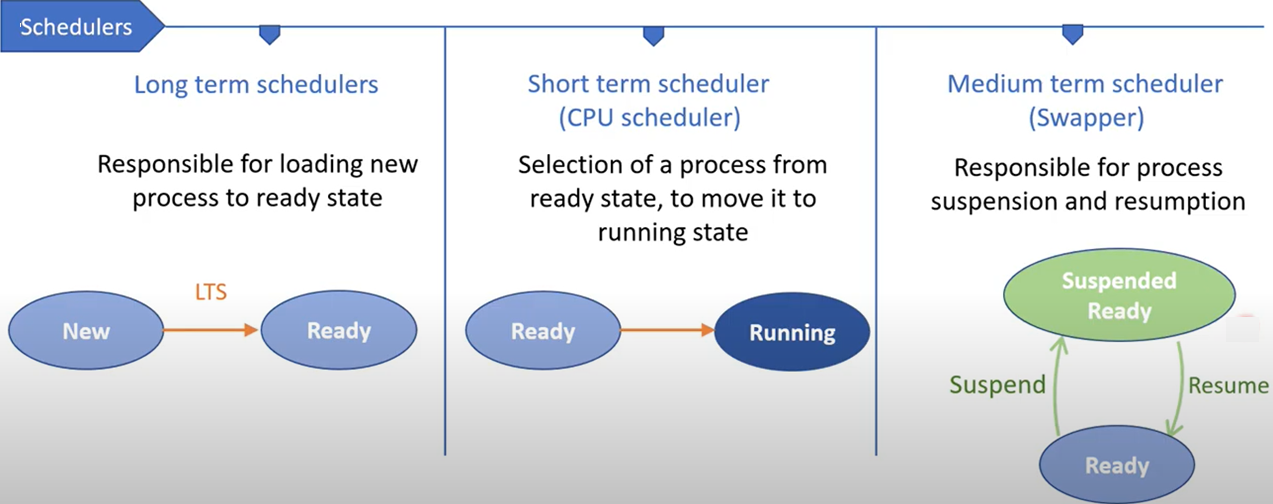 Schedulers
Long term schedulers
Responsible for loading new
process to ready state
LTS
New
Ready
Short term scheduler
(CPU scheduler)
Selection of a process from
ready state, to move it to
running state
Ready
Running
Medium term scheduler
(Swapper)
Responsible for process
suspension and resumption
Suspended
Ready
Suspend
Resume
Ready